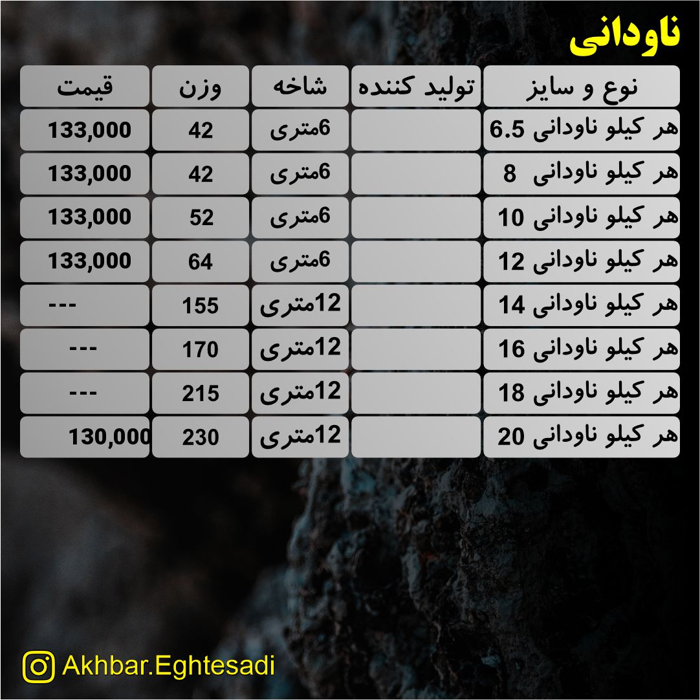 ناودانی
نوع و سایز تولید کننده شاخه وزن قیمت
هر کیلو ناودانی 6.5 6متری 42 133,000
هر کیلو ناودانی 8 6متری 42 133,000
هر کیلو ناودانی 10 6متری 52 133,000
هر کیلو ناودانی 12 6متری 64 133,000
هر کیلو ناودانی 14 12متری 155 ---
هر کیلو ناودانی 16 12متری 170 ---
هر کیلو ناودانی 18 12متری 215 ---
هر کیلو ناودانی 20 12متری 230 130,000
Akhbar.Eghtesadi